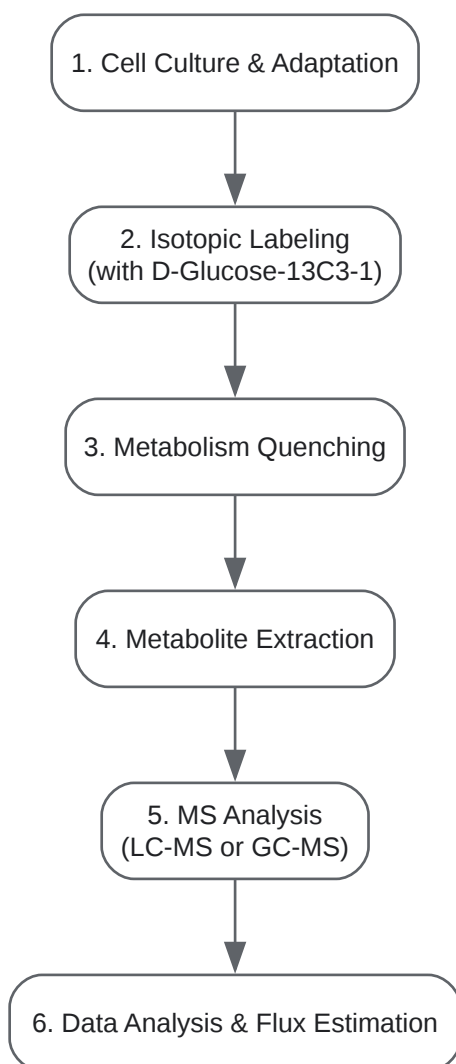 1. Cell Culture & Adaptation
2. Isotopic Labeling
(with D-Glucose-13C3-1)
3. Metabolism Quenching
4. Metabolite Extraction
5. MS Analysis
(LC-MS or GC-MS)
6. Data Analysis & Flux Estimation